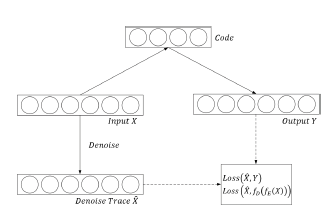 Code
Input X
Output Y
Denoise
Loss(X̂, Y)
Loss(X̂, f_D(f_E(X)))
Denoise Trace X̂